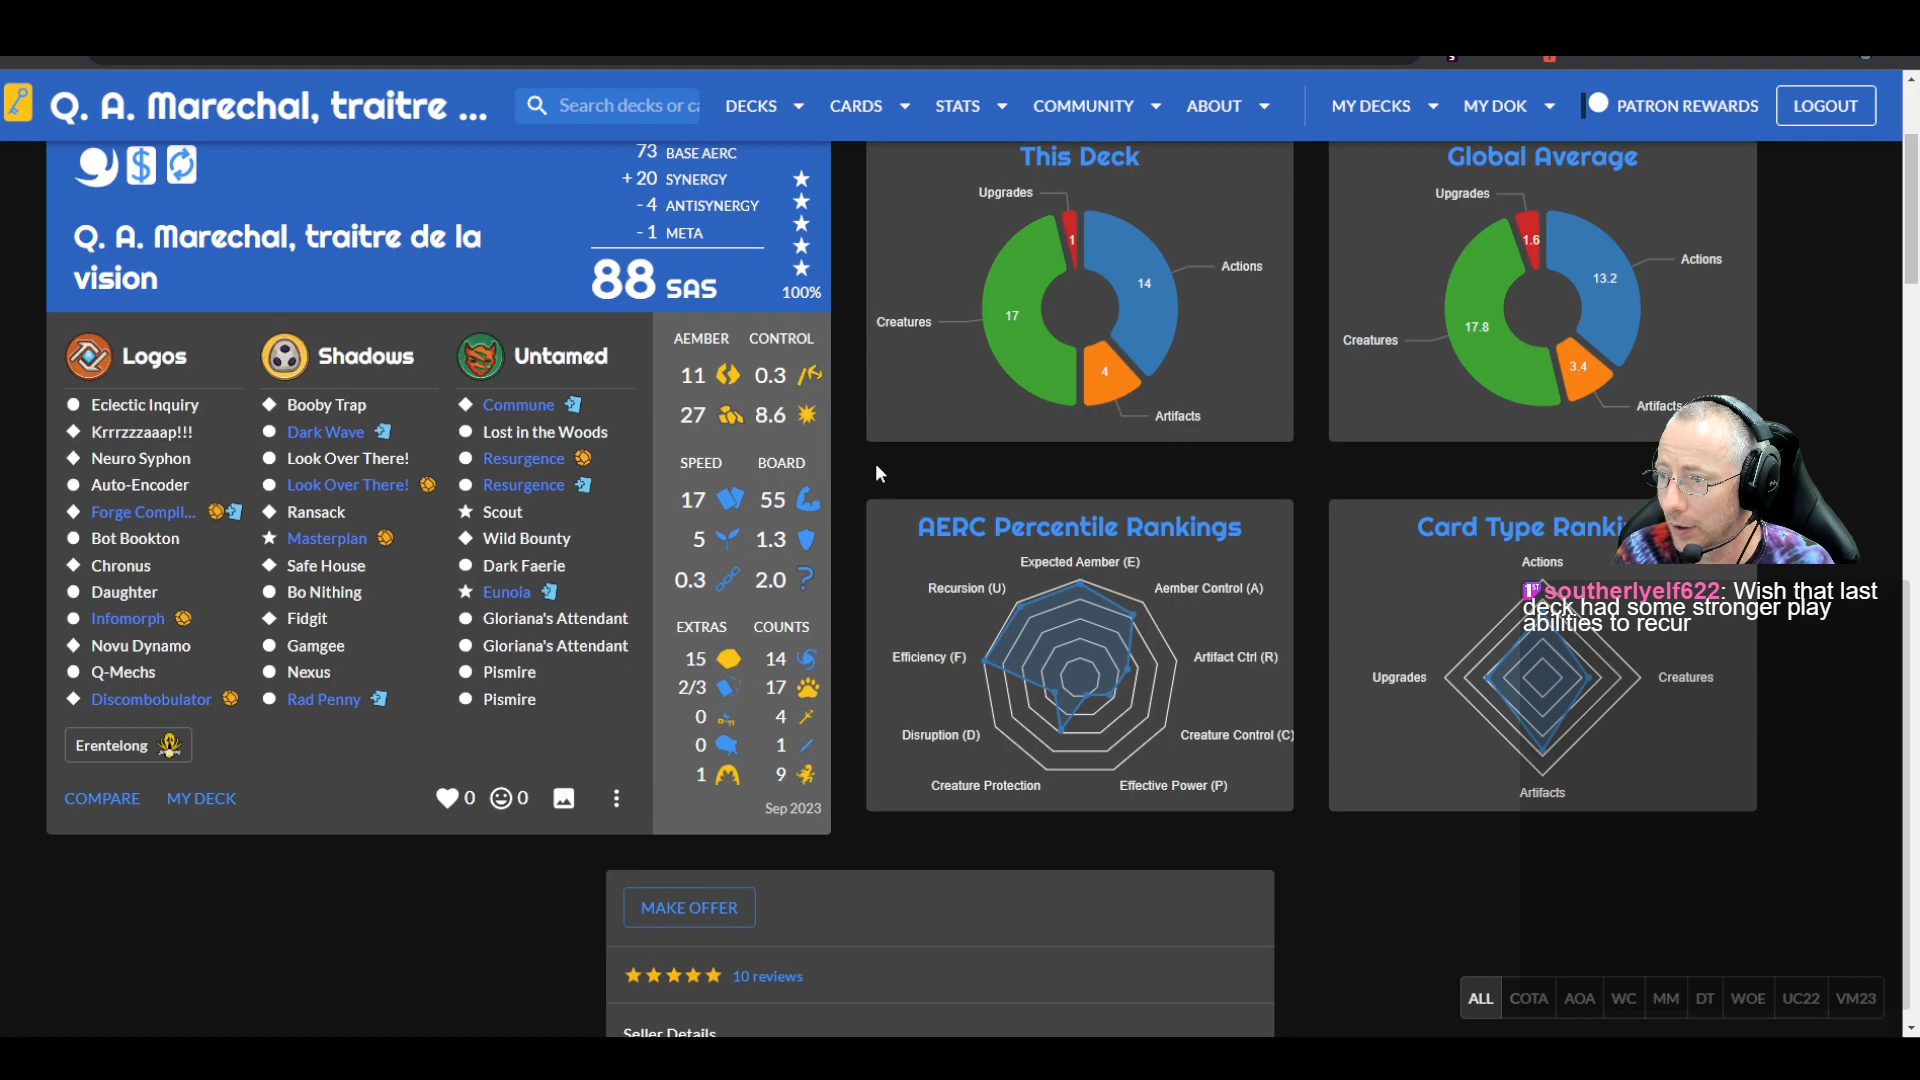 Q. A. Marechal, traitre ...
Search decks or ca
DECKS
CARDS
STATS
COMMUNITY
ABOUT
MY DECKS
MY DOK
PATRON REWARDS
LOGOUT
73 BASE AERC
+ 20 SYNERGY
- 4 ANTISYNERGY
- 1 META
88 SAS
100%
Q. A. Marechal, traitre de la
vision
Logos
Eclectic Inquiry
Krrrzzzaaap!!!
Neuro Syphon
Auto-Encoder
Forge Compil...
Bot Bookton
Chronus
Daughter
Infomorph
Novu Dynamo
Q-Mechs
Discombobulator
Shadows
Booby Trap
Dark Wave
Look Over There!
Look Over There!
Ransack
Masterplan
Safe House
Bo Nithing
Fidgit
Gamgee
Nexus
Rad Penny
Untamed
Commune
Lost in the Woods
Resurgence
Resurgence
Scout
Wild Bounty
Dark Faerie
Eunoia
Gloriana's Attendant
Gloriana's Attendant
Pismire
Pismire
Erentelong
COMPARE
MY DECK
0
0
AEMBER CONTROL
11 0.3
27 8.6
SPEED BOARD
17 55
5 1.3
0.3 2.0
EXTRAS COUNTS
15 14
2/3 17
0 4
0 1
1 9
Sep 2023
This Deck
Upgrades
1
Actions
14
Creatures
17
4
Artifacts
Global Average
Upgrades
1.6
Actions
13.2
Creatures
17.8
3.4
Artifacts
AERC Percentile Rankings
Expected Aember (E)
Recursion (U)
Aember Control (A)
Efficiency (F)
Artifact Ctrl (R)
Disruption (D)
Creature Control (C)
Creature Protection
Effective Power (P)
Card Type Ranki
Actions
Upgrades
Creatures
Artifacts
1ST southerlyelf622: Wish that last
deck had some stronger play
abilities to recur
MAKE OFFER
10 reviews
Seller Details
ALL
COTA
AOA
WC
MM
DT
WOE
UC22
VM23